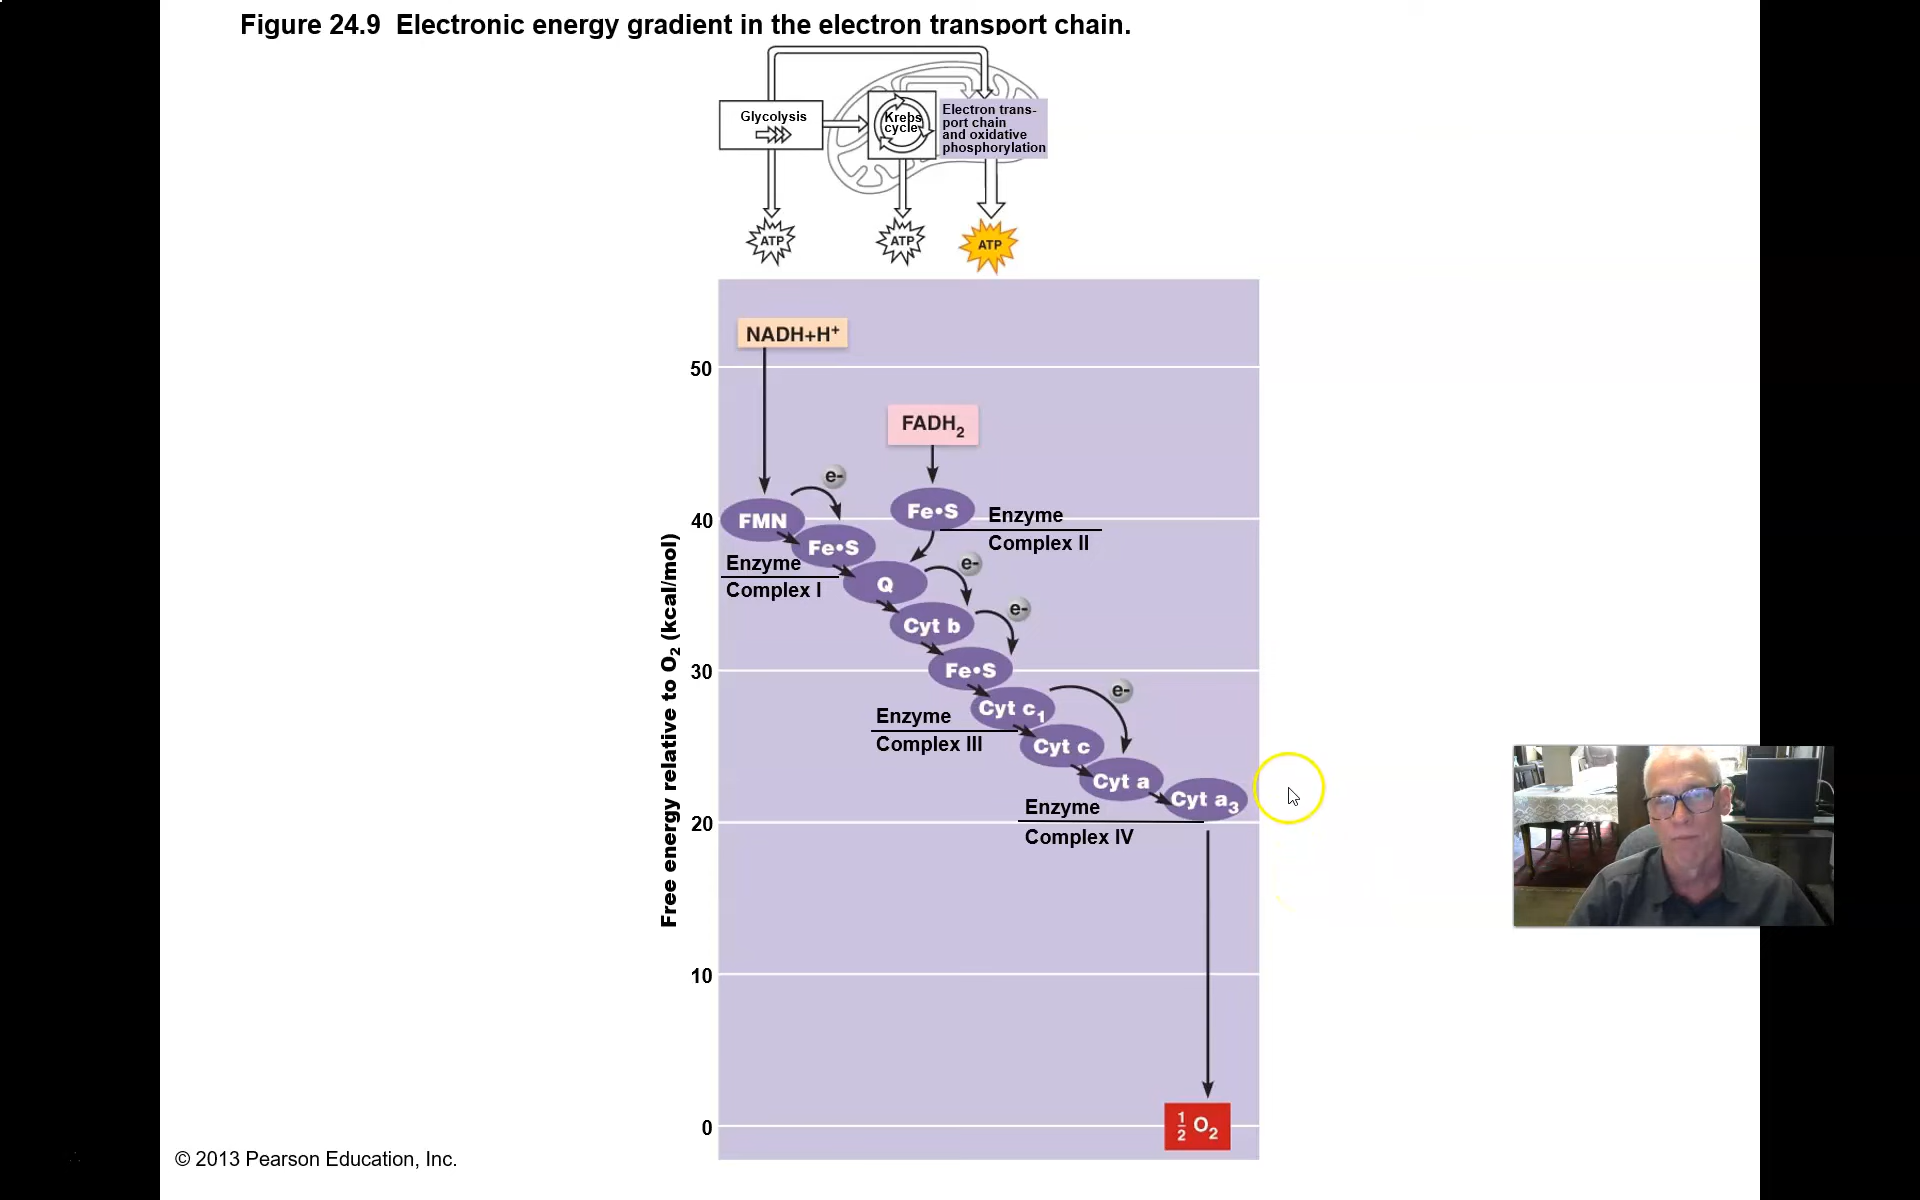 Figure 24.9  Electronic energy gradient in the electron transport chain.
Glycolysis
Krebs
cycle
Electron trans-
port chain
and oxidative
phosphorylation
ATP
ATP
ATP
NADH+H⁺
50
FADH₂
e-
FMN
Fe•S
Fe•S
Enzyme
Complex II
40
Enzyme
Complex I
Q
e-
Cyt b
e-
Fe•S
30
Cyt c₁
e-
Enzyme
Complex III
Cyt c
Cyt a
Cyt a₃
Enzyme
Complex IV
20
Free energy relative to O₂ (kcal/mol)
10
0
½ O₂
© 2013 Pearson Education, Inc.